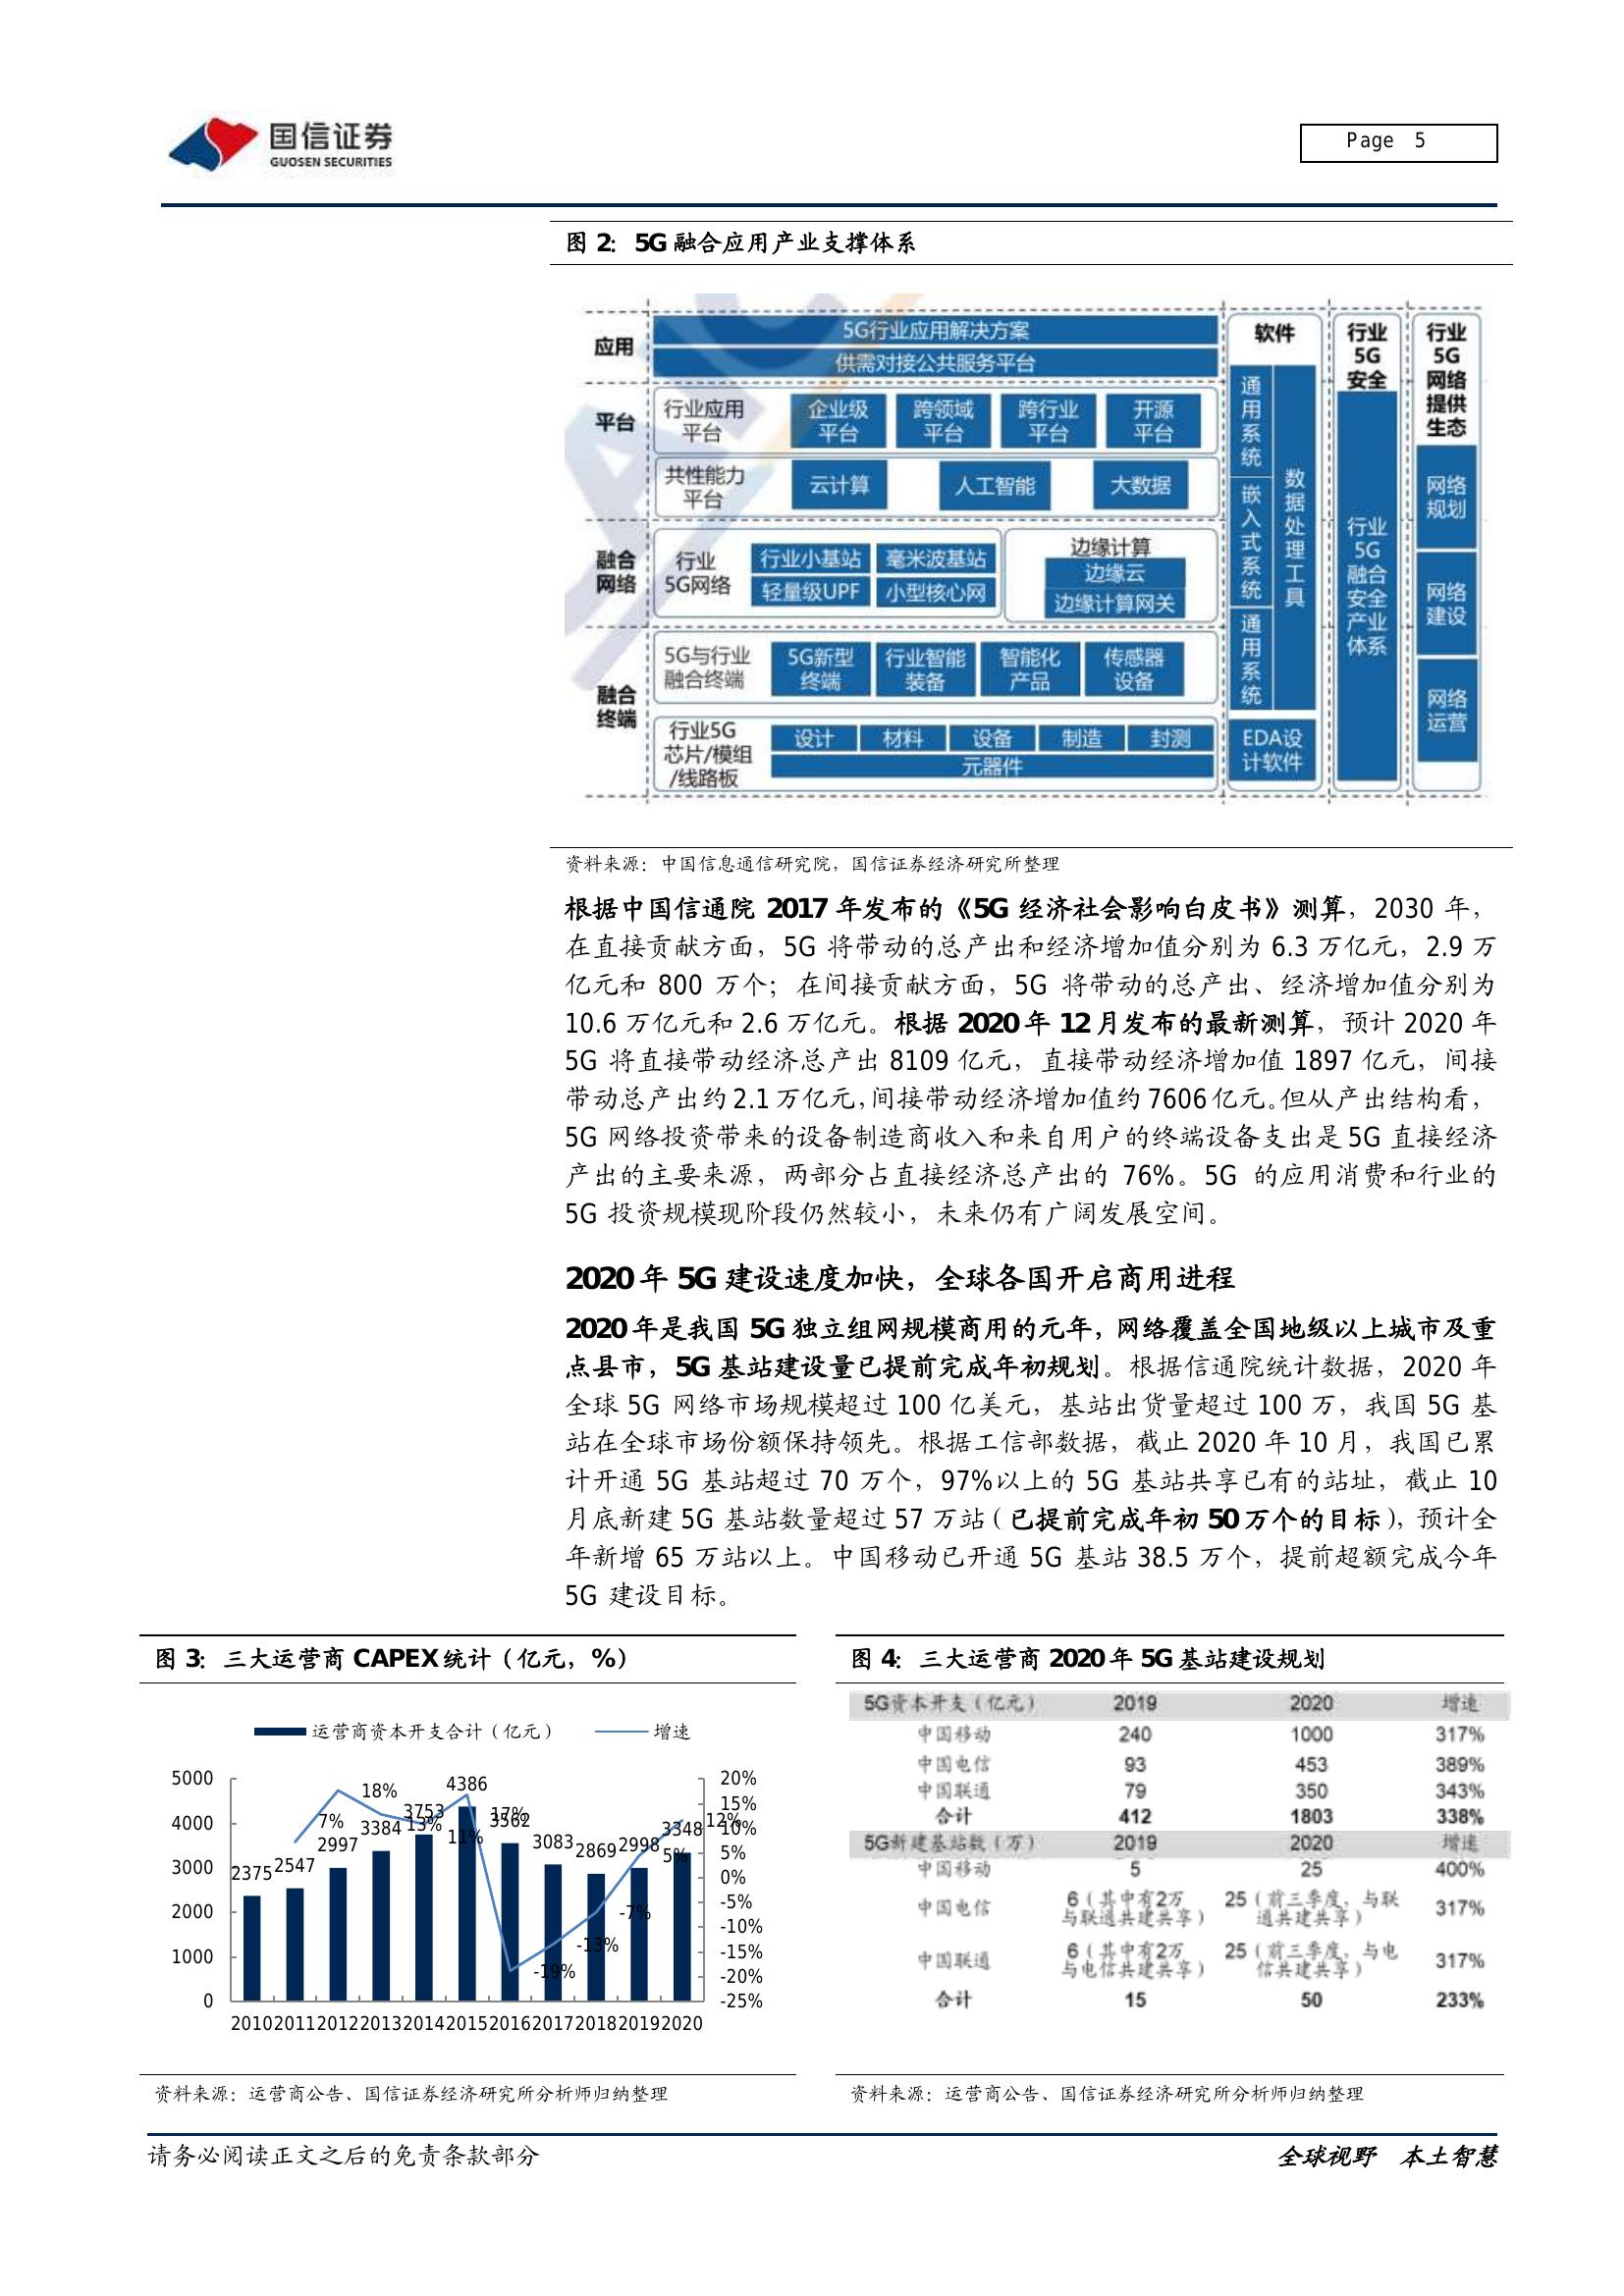 国信证券
GUOSEN SECURITIES
Page 5
图 2：5G 融合应用产业支撑体系
应用
5G行业应用解决方案
供需对接公共服务平台
平台
行业应用
平台
企业级
平台
跨领域
平台
跨行业
平台
开源
平台
共性能力
平台
云计算
人工智能
大数据
融合
网络
行业
5G网络
行业小基站
毫米波基站
轻量级UPF
小型核心网
边缘计算
边缘云
边缘计算网关
融合
终端
5G与行业
融合终端
5G新型
终端
行业智能
装备
智能化
产品
传感器
设备
行业5G
芯片/模组
/线路板
设计
材料
设备
制造
封测
元器件
软件
通用系统
嵌入式系统
通用系统
数据处理工具
EDA设
计软件
行业
5G
安全
行业
5G
融合
安全
产业
体系
行业
5G
网络
提供
生态
网络
规划
网络
建设
网络
运营
资料来源：中国信息通信研究院，国信证券经济研究所整理
根据中国信通院 2017 年发布的《5G 经济社会影响白皮书》测算，2030 年，
在直接贡献方面，5G 将带动的总产出和经济增加值分别为 6.3 万亿元，2.9 万
亿元和 800 万个；在间接贡献方面，5G 将带动的总产出、经济增加值分别为
10.6 万亿元和 2.6 万亿元。根据 2020 年 12 月发布的最新测算，预计 2020 年
5G 将直接带动经济总产出 8109 亿元，直接带动经济增加值 1897 亿元，间接
带动总产出约 2.1 万亿元，间接带动经济增加值约 7606 亿元。但从产出结构看，
5G 网络投资带来的设备制造商收入和来自用户的终端设备支出是 5G 直接经济
产出的主要来源，两部分占直接经济总产出的 76%。5G 的应用消费和行业的
5G 投资规模现阶段仍然较小，未来仍有广阔发展空间。
2020 年 5G 建设速度加快，全球各国开启商用进程
2020 年是我国 5G 独立组网规模商用的元年，网络覆盖全国地级以上城市及重
点县市，5G 基站建设量已提前完成年初规划。根据信通院统计数据，2020 年
全球 5G 网络市场规模超过 100 亿美元，基站出货量超过 100 万，我国 5G 基
站在全球市场份额保持领先。根据工信部数据，截止 2020 年 10 月，我国已累
计开通 5G 基站超过 70 万个，97%以上的 5G 基站共享已有的站址，截止 10
月底新建 5G 基站数量超过 57 万站（已提前完成年初 50 万个的目标），预计全
年新增 65 万站以上。中国移动已开通 5G 基站 38.5 万个，提前超额完成今年
5G 建设目标。
图 3：三大运营商 CAPEX 统计（亿元，%）
运营商资本开支合计（亿元） 增速
5000
4000
3000
2000
1000
0
2375
2547
2997
3384
3753
4386
3562
3083
2869
2998
3348
7%
18%
13%
11%
17%
-19%
-13%
-7%
5%
12%
20%
15%
10%
5%
0%
-5%
-10%
-15%
-20%
-25%
2010 2011 2012 2013 2014 2015 2016 2017 2018 2019 2020
资料来源：运营商公告、国信证券经济研究所分析师归纳整理
图 4：三大运营商 2020 年 5G 基站建设规划
5G资本开支（亿元） 2019 2020 增速
中国移动 240 1000 317%
中国电信 93 453 389%
中国联通 79 350 343%
合计 412 1803 338%
5G新建基站数（万） 2019 2020 增速
中国移动 5 25 400%
中国电信 6（其中有2万与联通共建共享） 25（前三季度，与联通共建共享） 317%
中国联通 6（其中有2万与电信共建共享） 25（前三季度，与电信共建共享） 317%
合计 15 50 233%
资料来源：运营商公告、国信证券经济研究所分析师归纳整理
请务必阅读正文之后的免责条款部分
全球视野 本土智慧